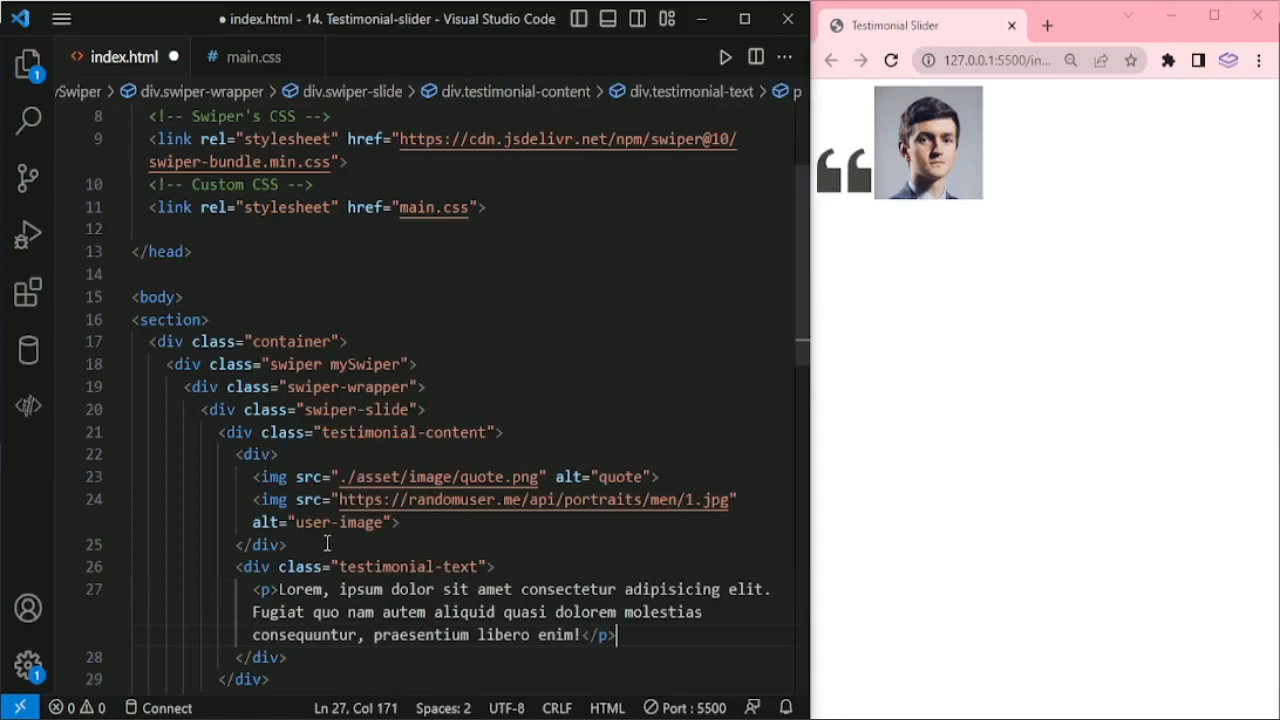 index.html - 14. Testimonial-slider - Visual Studio Code
index.html
main.css
/Swiper > div.swiper-wrapper > div.swiper-slide > div.testimonial-content > div.testimonial-text > p
8 <!-- Swiper's CSS -->
9 <link rel="stylesheet" href="https://cdn.jsdelivr.net/npm/swiper@10/
swiper-bundle.min.css">
10 <!-- Custom CSS -->
11 <link rel="stylesheet" href="main.css">
12
13 </head>
14
15 <body>
16 <section>
17 <div class="container">
18 <div class="swiper mySwiper">
19 <div class="swiper-wrapper">
20 <div class="swiper-slide">
21 <div class="testimonial-content">
22 <div>
23 <img src="./asset/image/quote.png" alt="quote">
24 <img src="https://randomuser.me/api/portraits/men/1.jpg"
alt="user-image">
25 </div>
26 <div class="testimonial-text">
27 <p>Lorem, ipsum dolor sit amet consectetur adipisicing elit.
Fugiat quo nam autem aliquid quasi dolorem molestias
consequuntur, praesentium libero enim!</p>
28 </div>
29 </div>
1
1
0 0 Connect Ln 27, Col 171 Spaces: 2 UTF-8 CRLF HTML Port : 5500
Testimonial Slider
127.0.0.1:5500/in...